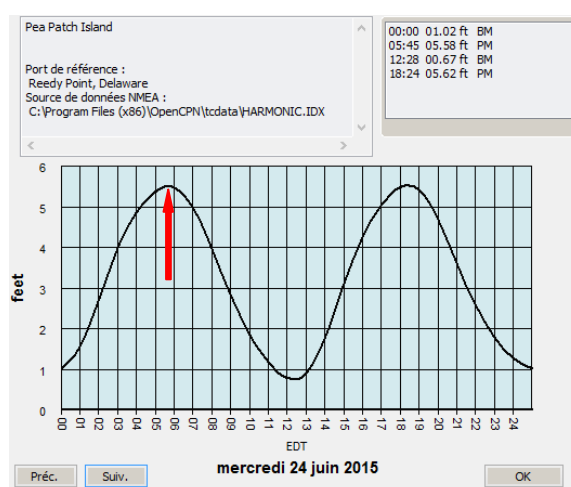 Pea Patch Island
Port de référence :
Reedy Point, Delaware
Source de données NMEA :
C:\Program Files (x86)\OpenCPN\tcdata\HARMONIC.IDX
00:00 01.02 ft BM
05:45 05.58 ft PM
12:28 00.67 ft BM
18:24 05.62 ft PM
6
5
4
3
2
1
0
feet
00 01 02 03 04 05 06 07 08 09 10 11 12 13 14 15 16 17 18 19 20 21 22 23 24
EDT
mercredi 24 juin 2015
Préc. Suiv. OK